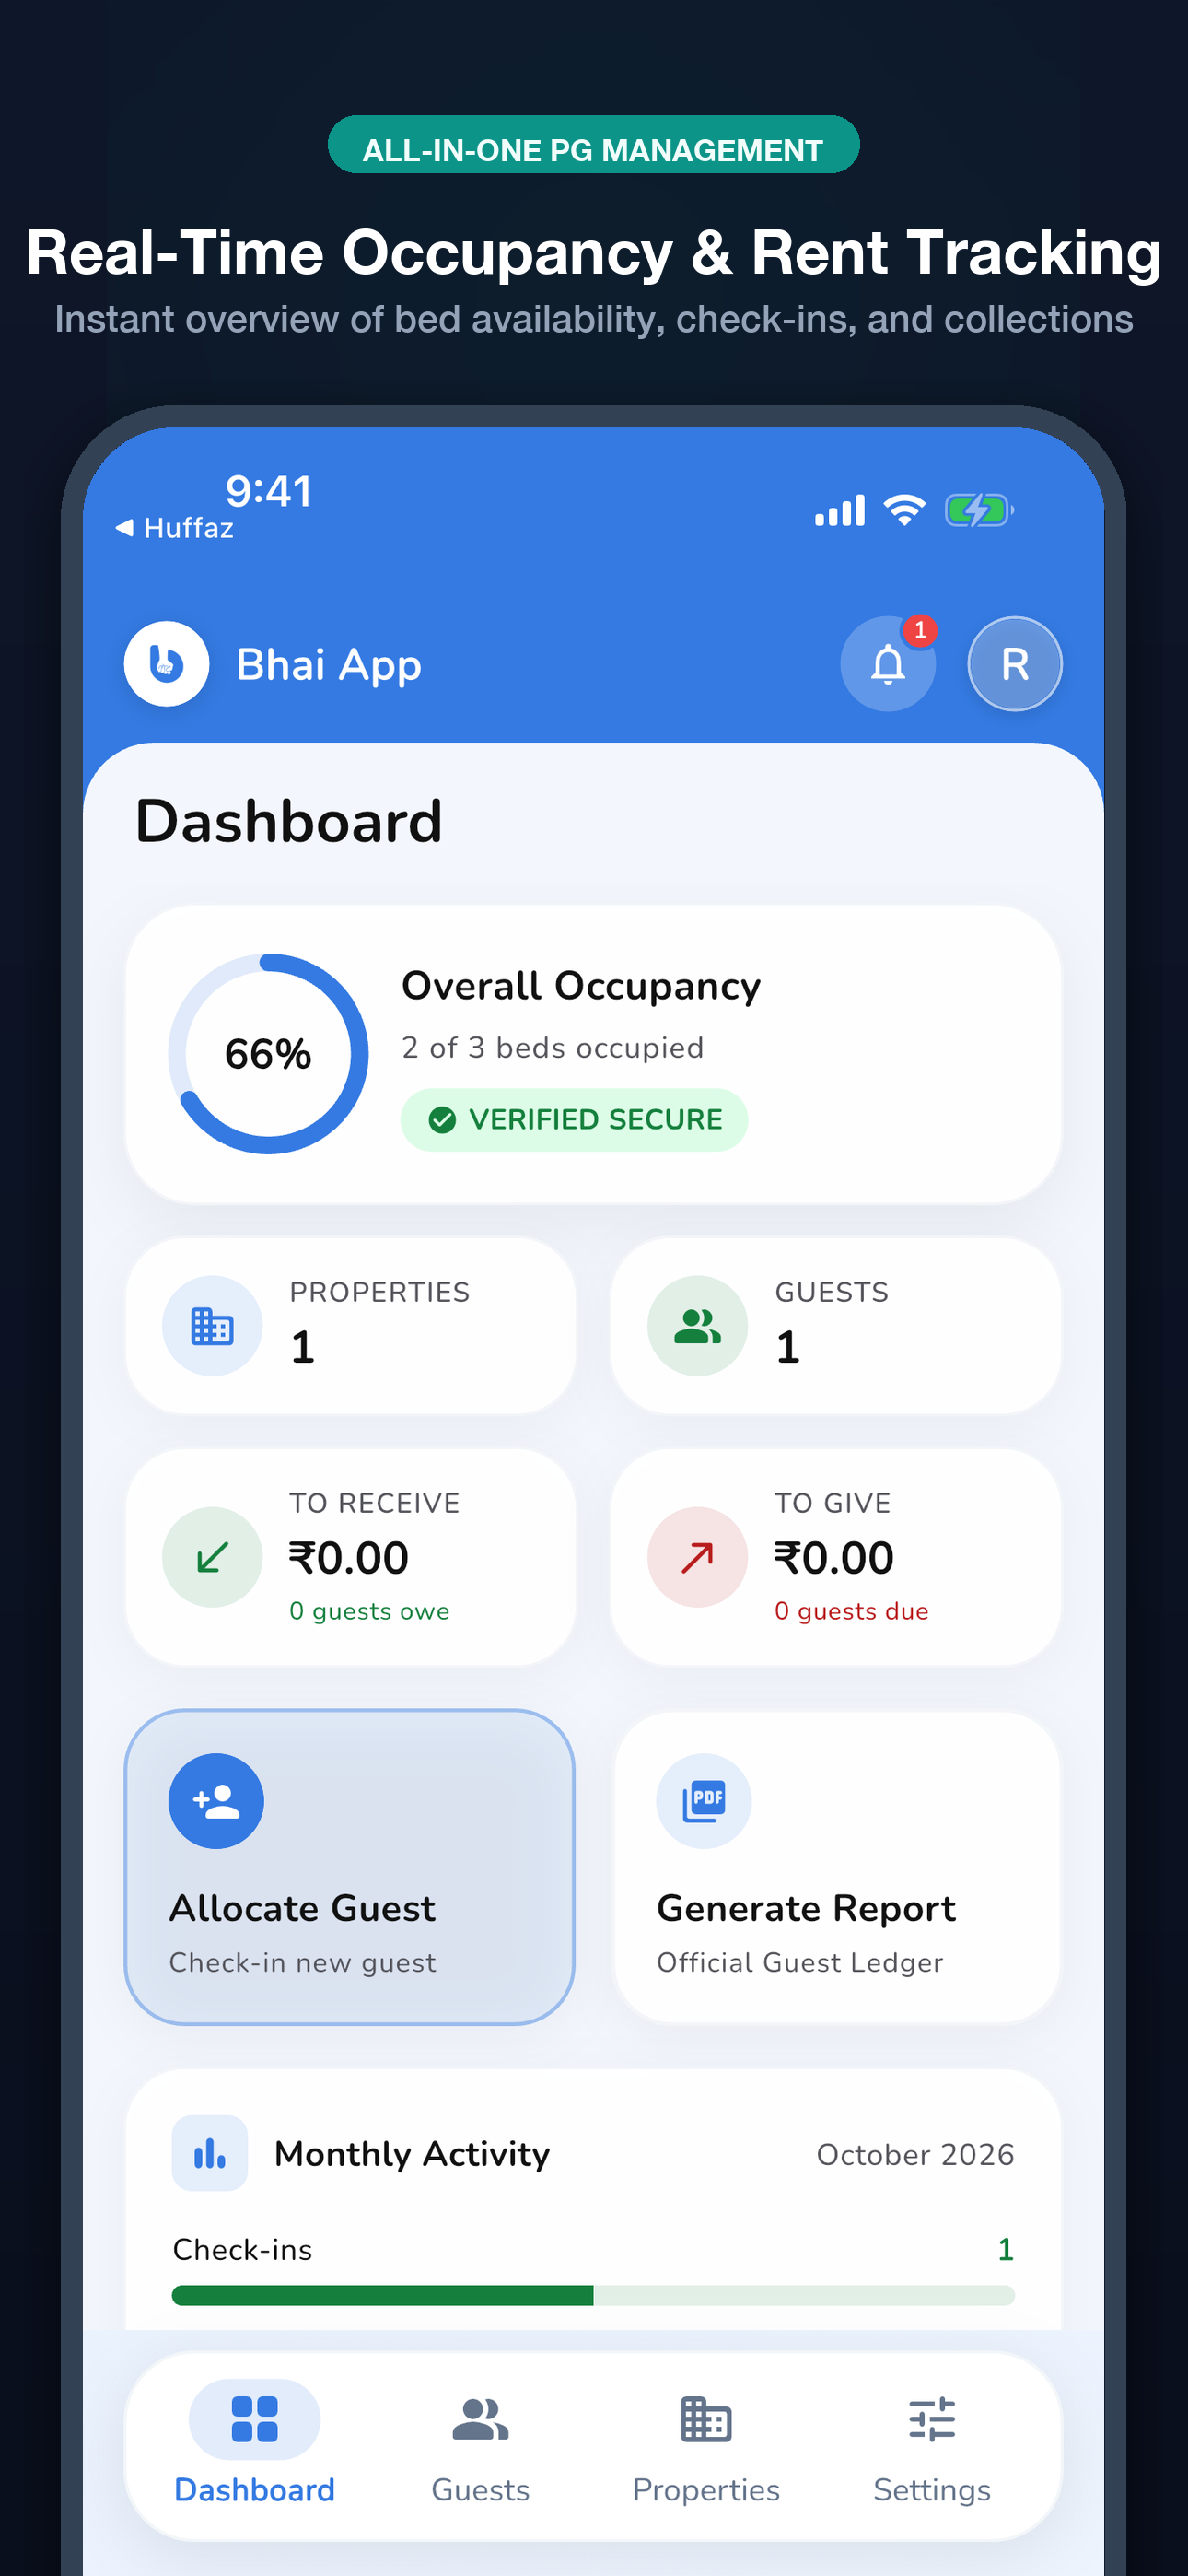 ALL-IN-ONE PG MANAGEMENT
Real-Time Occupancy & Rent Tracking
Instant overview of bed availability, check-ins, and collections
9:41
◀ Huffaz
Bhai App
1
R
Dashboard
66%
Overall Occupancy
2 of 3 beds occupied
VERIFIED SECURE
PROPERTIES
1
GUESTS
1
TO RECEIVE
₹0.00
0 guests owe
TO GIVE
₹0.00
0 guests due
PDF
Allocate Guest
Check-in new guest
Generate Report
Official Guest Ledger
Monthly Activity
October 2026
Check-ins
1
Dashboard
Guests
Properties
Settings